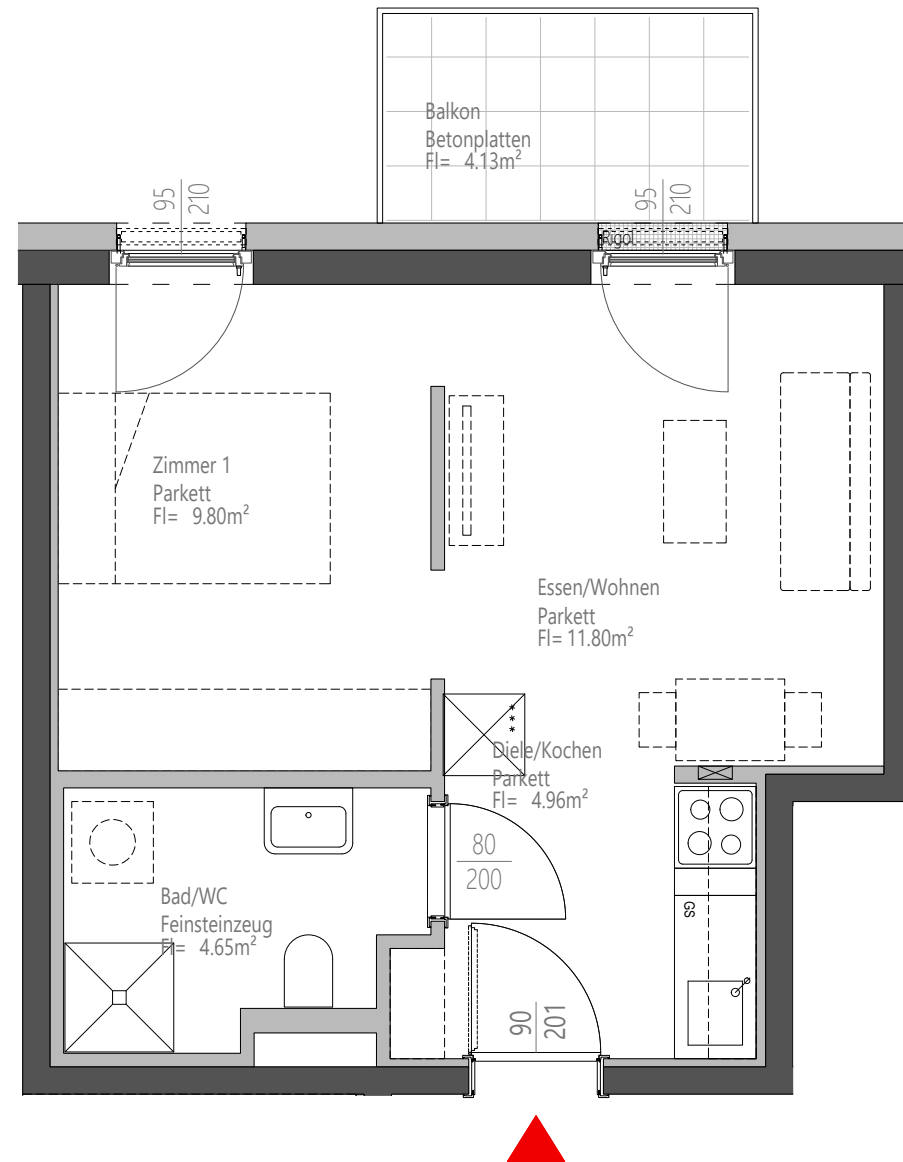 Balkon
Betonplatten
Fl= 4.13m²
95
210
95
210
Rigol
Zimmer 1
Parkett
Fl= 9.80m²
Essen/Wohnen
Parkett
Fl= 11.80m²
***
Diele/Kochen
Parkett
Fl= 4.96m²
80
200
Bad/WC
Feinsteinzeug
Fl= 4.65m²
GS
90
201